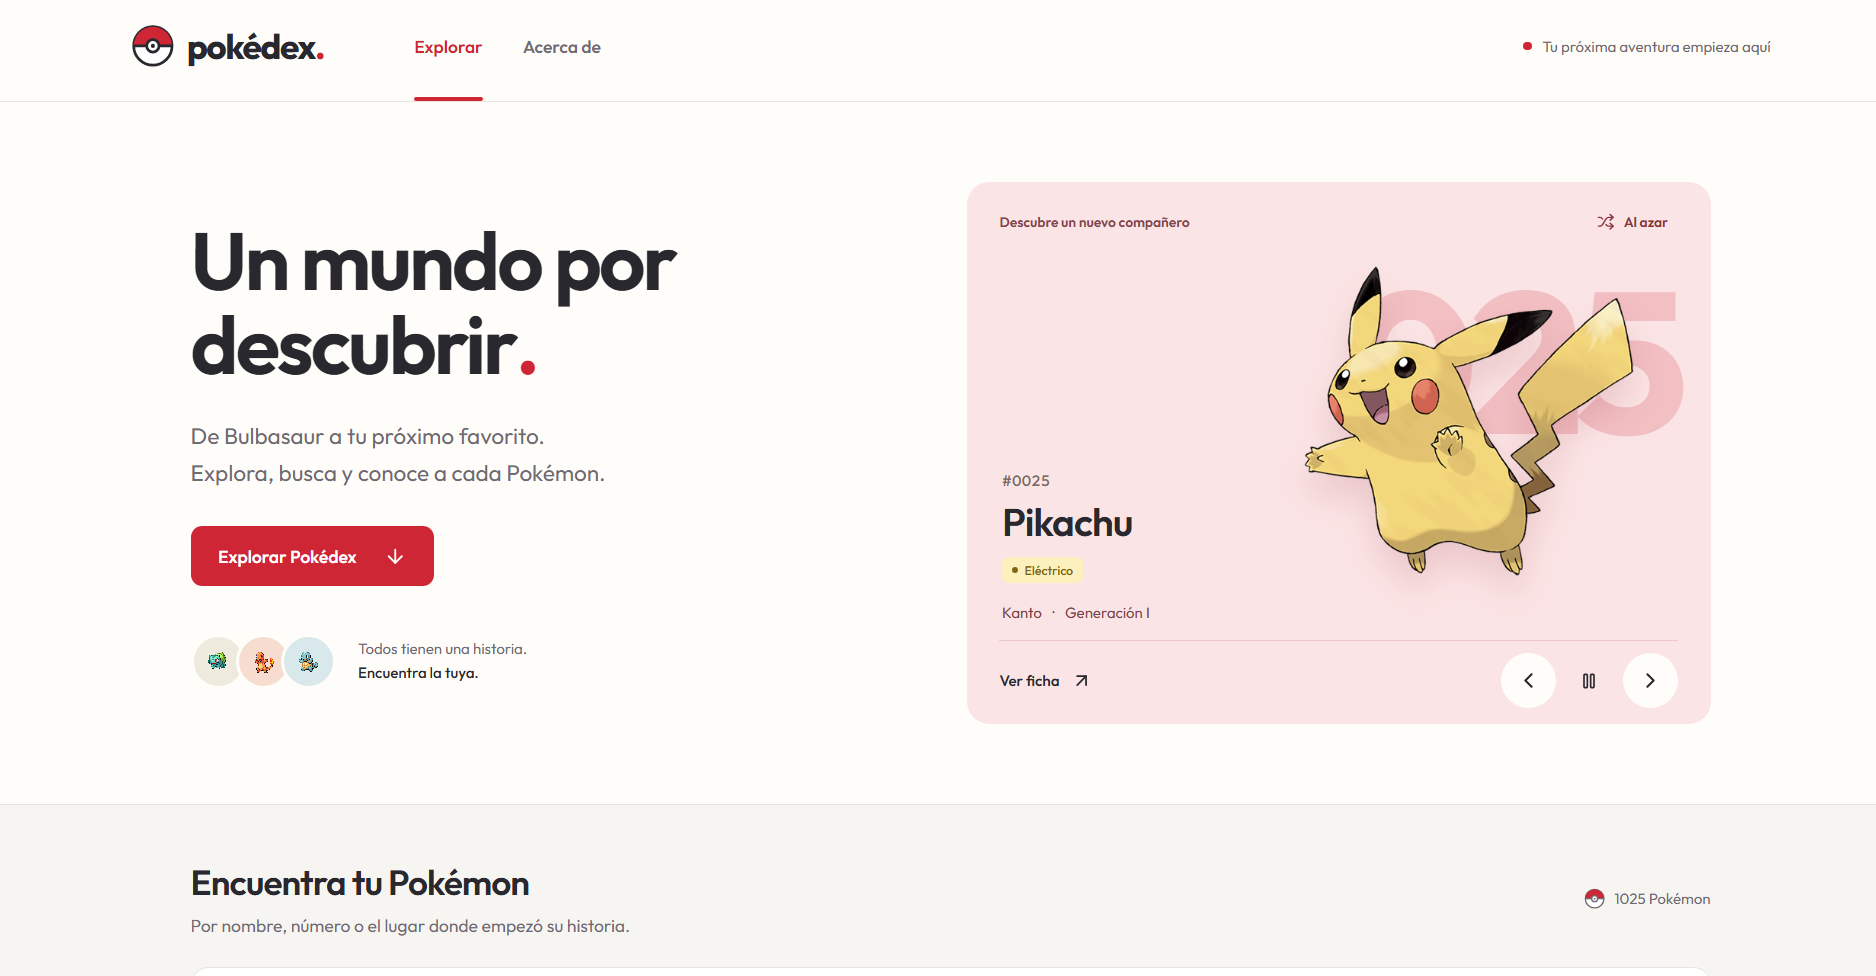 pokédex.
Explorar
Acerca de
Tu próxima aventura empieza aquí
Un mundo por
descubrir.
De Bulbasaur a tu próximo favorito.
Explora, busca y conoce a cada Pokémon.
Explorar Pokédex
Todos tienen una historia.
Encuentra la tuya.
Descubre un nuevo compañero
Al azar
025
#0025
Pikachu
Eléctrico
Kanto · Generación I
Ver ficha
Encuentra tu Pokémon
Por nombre, número o el lugar donde empezó su historia.
1025 Pokémon